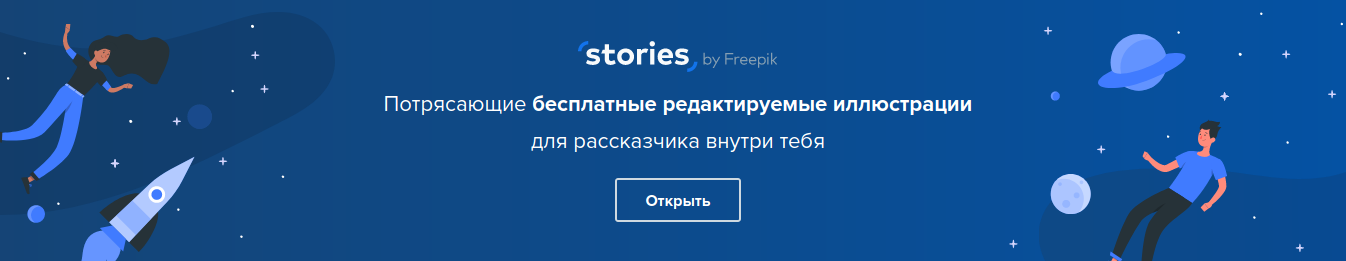 stories by Freepik
Потрясающие бесплатные редактируемые иллюстрации
для рассказчика внутри тебя
Открыть